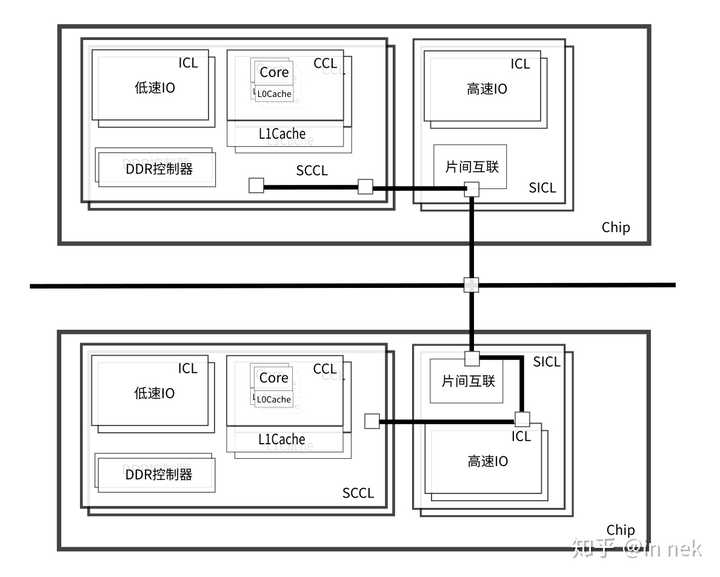 ICL
低速IO
CCL
Core
L0Cache
L1Cache
DDR控制器
SCCL
ICL
高速IO
片间互联
SICL
Chip
ICL
低速IO
CCL
Core
L0Cache
L1Cache
DDR控制器
SCCL
SICL
片间互联
ICL
高速IO
Chip
知乎 @in nek